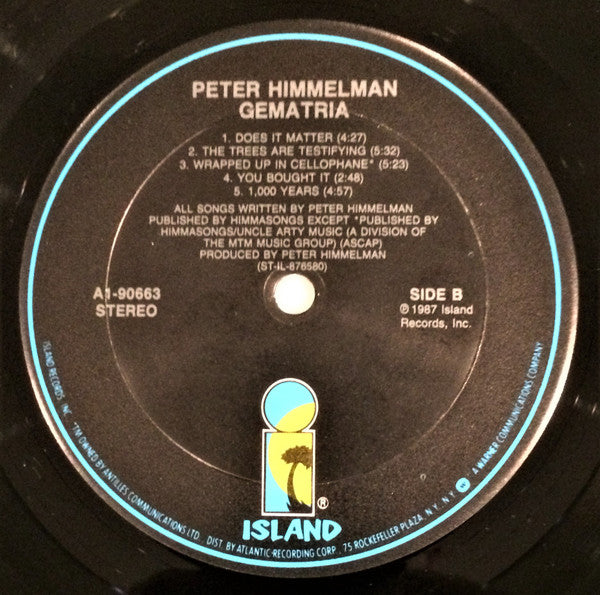 PETER HIMMELMAN
GEMATRIA
1. DOES IT MATTER (4:27)
2. THE TREES ARE TESTIFYING (5:32)
3. WRAPPED UP IN CELLOPHANE* (5:23)
4. YOU BOUGHT IT (2:48)
5. 1,000 YEARS (4:57)
ALL SONGS WRITTEN BY PETER HIMMELMAN
PUBLISHED BY HIMMASONGS EXCEPT *PUBLISHED BY
HIMMASONGS/UNCLE ARTY MUSIC (A DIVISION OF
THE MTM MUSIC GROUP) (ASCAP)
PRODUCED BY PETER HIMMELMAN
(ST-IL-876580)
A1-90663
STEREO
SIDE B
℗ 1987 Island
Records, Inc.
®
ISLAND
ISLAND RECORDS, INC. *TM OWNED BY ANTILLES COMMUNICATIONS LTD., DIST. BY ATLANTIC RECORDING CORP., 75 ROCKEFELLER PLAZA, N.Y., N.Y. A WARNER COMMUNICATIONS COMPANY